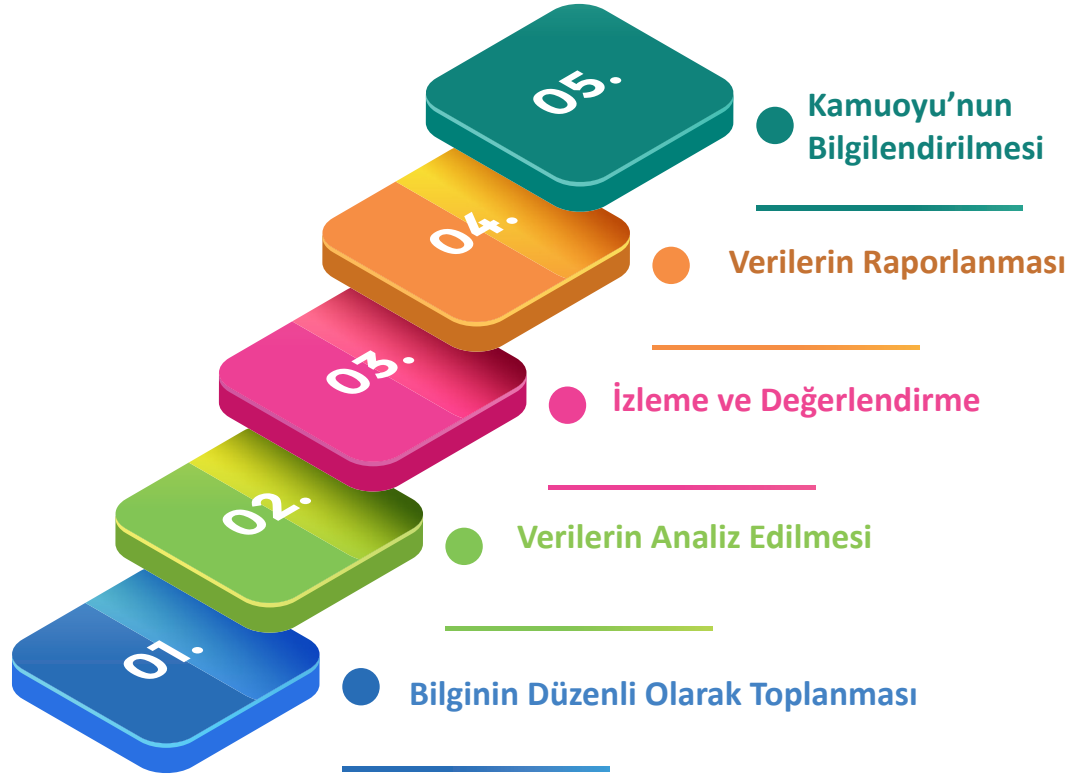 05.
Kamuoyu’nun
Bilgilendirilmesi
04.
Verilerin Raporlanması
03.
İzleme ve Değerlendirme
02.
Verilerin Analiz Edilmesi
01.
Bilginin Düzenli Olarak Toplanması